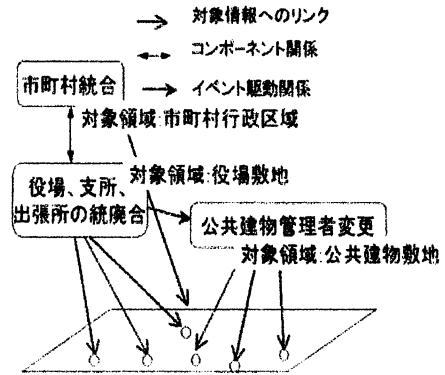 対象情報へのリンク
コンポーネント関係
イベント駆動関係
市町村統合
対象領域:市町村行政区域
対象領域:役場敷地
役場、支所、
出張所の統廃合
公共建物管理者変更
対象領域:公共建物敷地